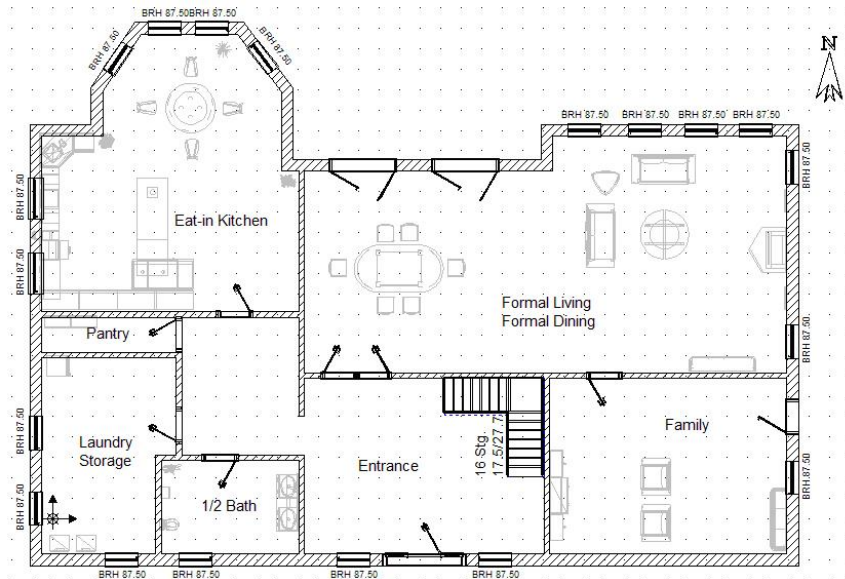 BRH 87.50BRH 87.50
BRH 87.50
BRH 87.50
N
BRH 87.50
BRH 87.50
BRH 87.50
BRH 87.50
BRH 87.50
BRH 87.50
BRH 87.50
Eat-in Kitchen
BRH 87.50
Formal Living
Formal Dining
Pantry
BRH 87.50
BRH 87.50
Laundry
Storage
Entrance
16 Stg.
17.5/27.7
Family
BRH 87.50
BRH 87.50
1/2 Bath
BRH 87.50
BRH 87.50
BRH 87.50
BRH 87.50